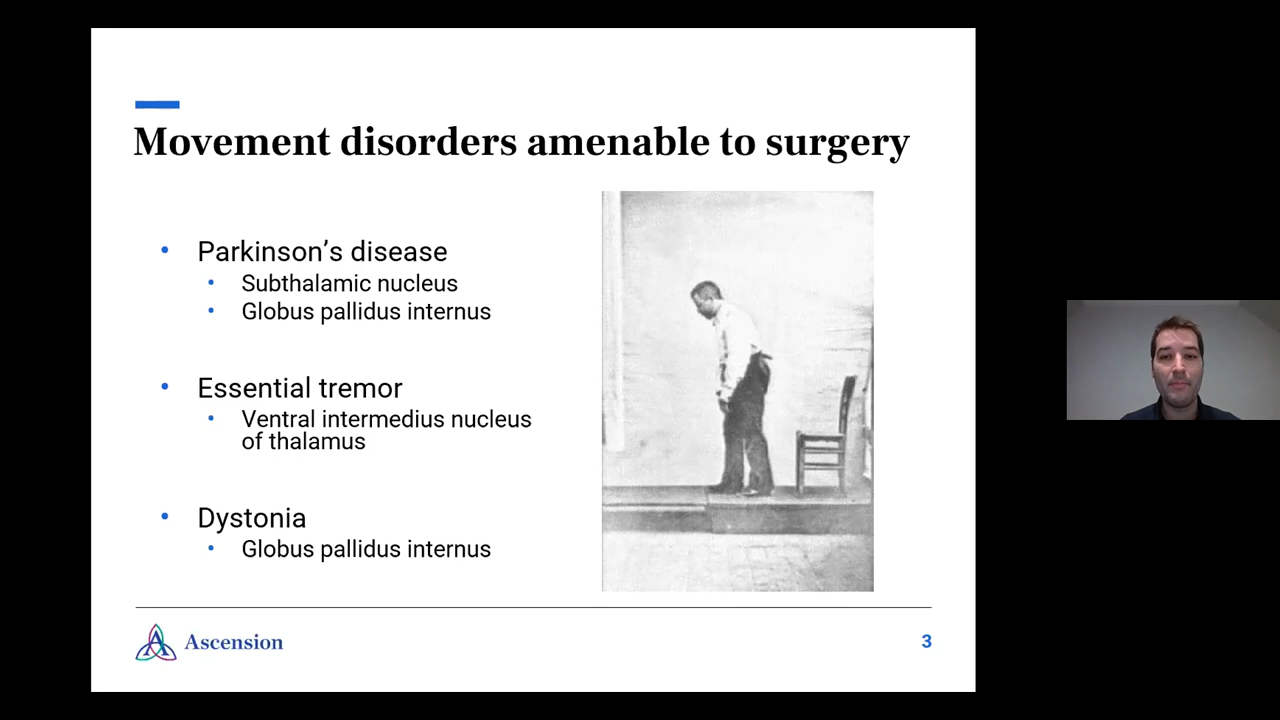 Movement disorders amenable to surgery
Parkinson’s disease
Subthalamic nucleus
Globus pallidus internus
Essential tremor
Ventral intermedius nucleus
of thalamus
Dystonia
Globus pallidus internus
Ascension
3